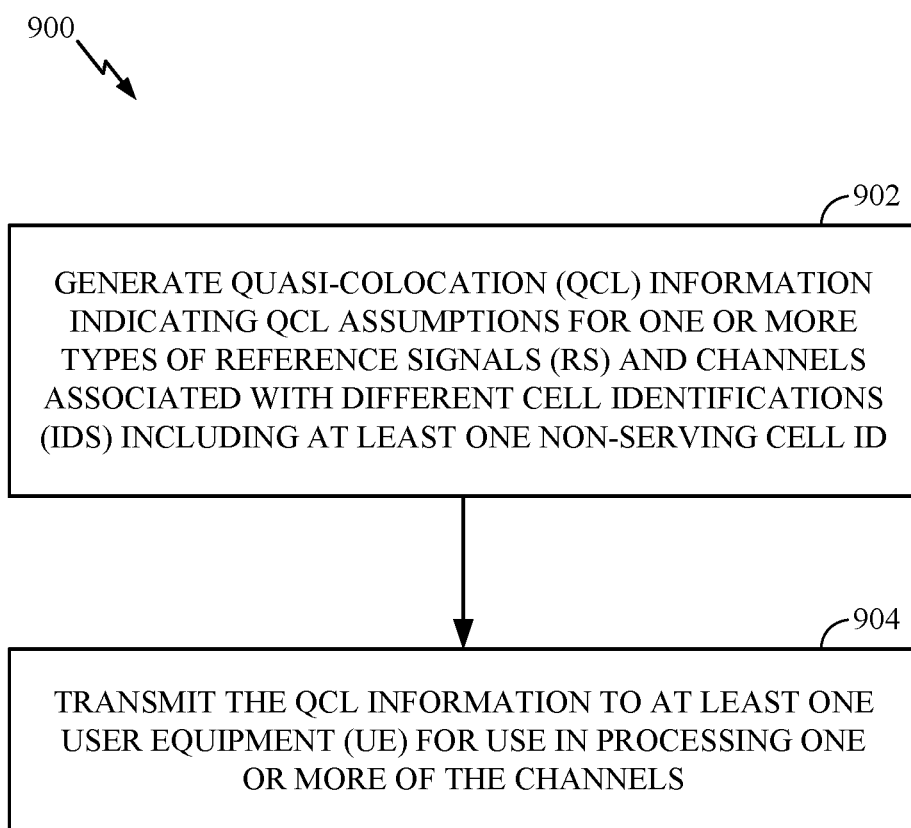 900
902
GENERATE QUASI-COLOCATION (QCL) INFORMATION
INDICATING QCL ASSUMPTIONS FOR ONE OR MORE
TYPES OF REFERENCE SIGNALS (RS) AND CHANNELS
ASSOCIATED WITH DIFFERENT CELL IDENTIFICATIONS
(IDS) INCLUDING AT LEAST ONE NON-SERVING CELL ID
904
TRANSMIT THE QCL INFORMATION TO AT LEAST ONE
USER EQUIPMENT (UE) FOR USE IN PROCESSING ONE
OR MORE OF THE CHANNELS